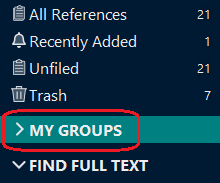 All References 21
Recently Added 1
Unfiled 21
Trash 7
MY GROUPS
FIND FULL TEXT